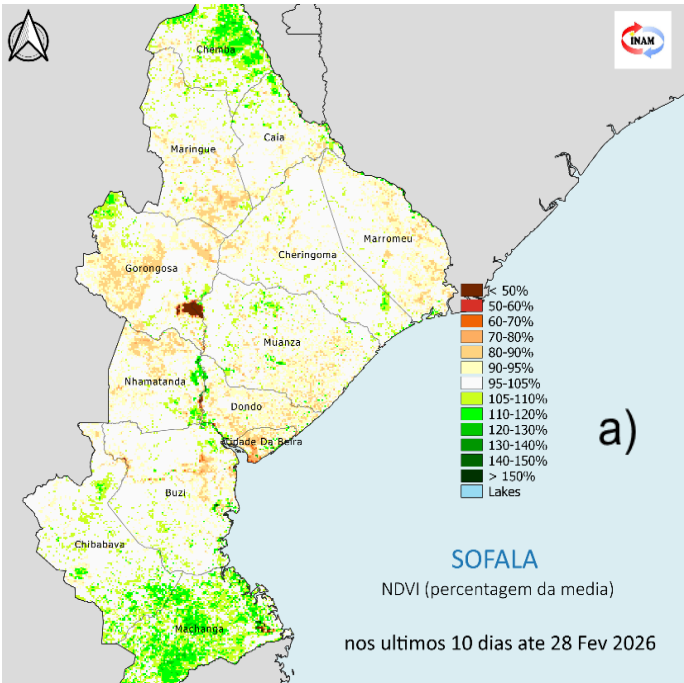 INAM
Chemba
Caia
Maringue
Marromeu
Cheringoma
Gorongosa
Muanza
Nhamatanda
Dondo
Cidade Da Beira
Buzi
Chibabava
Machanga
< 50%
50-60%
60-70%
70-80%
80-90%
90-95%
95-105%
105-110%
110-120%
120-130%
130-140%
140-150%
> 150%
Lakes
a)
SOFALA
NDVI (percentagem da media)
nos ultimos 10 dias ate 28 Fev 2026